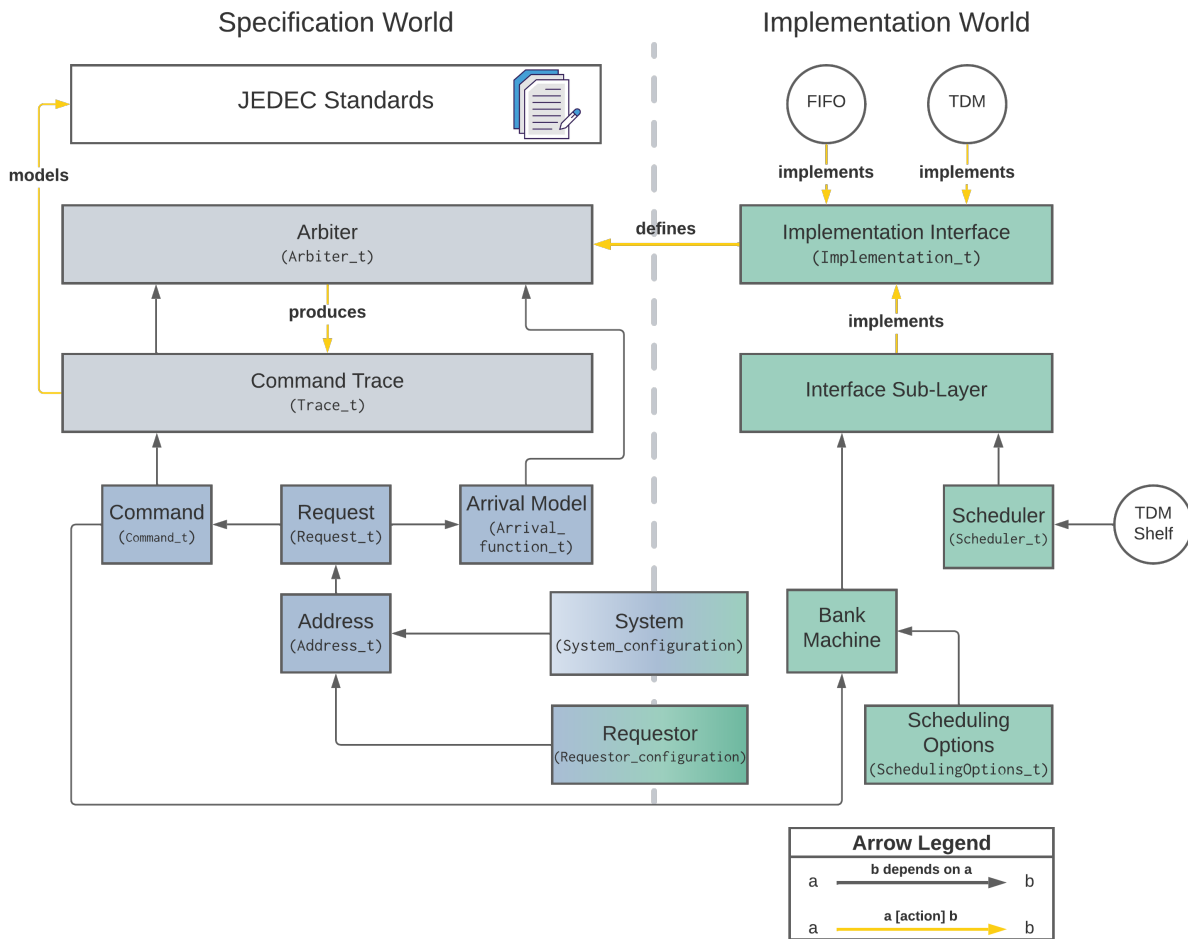 Specification World
Implementation World
JEDEC Standards
FIFO
TDM
models
implements
implements
Arbiter
(Arbiter_t)
defines
Implementation Interface
(Implementation_t)
produces
implements
Command Trace
(Trace_t)
Interface Sub-Layer
Command
(Command_t)
Request
(Request_t)
Arrival Model
(Arrival_
function_t)
Scheduler
(Scheduler_t)
TDM
Shelf
Address
(Address_t)
System
(System_configuration)
Bank
Machine
Requestor
(Requestor_configuration)
Scheduling
Options
(SchedulingOptions_t)
Arrow Legend
b depends on a
a b
a [action] b
a b